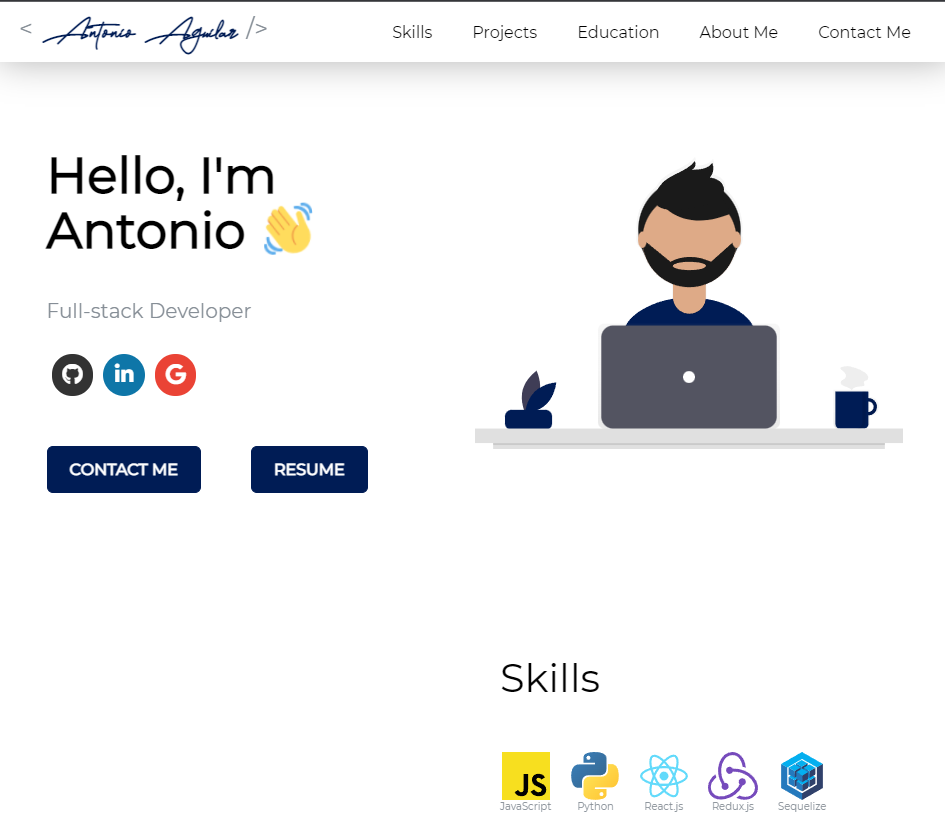 < Antonio Aguilar />
Skills
Projects
Education
About Me
Contact Me
Hello, I'm
Antonio 👋
Full-stack Developer
in
G
CONTACT ME
RESUME
Skills
JS
JavaScript
Python
React.js
Redux.js
Sequelize